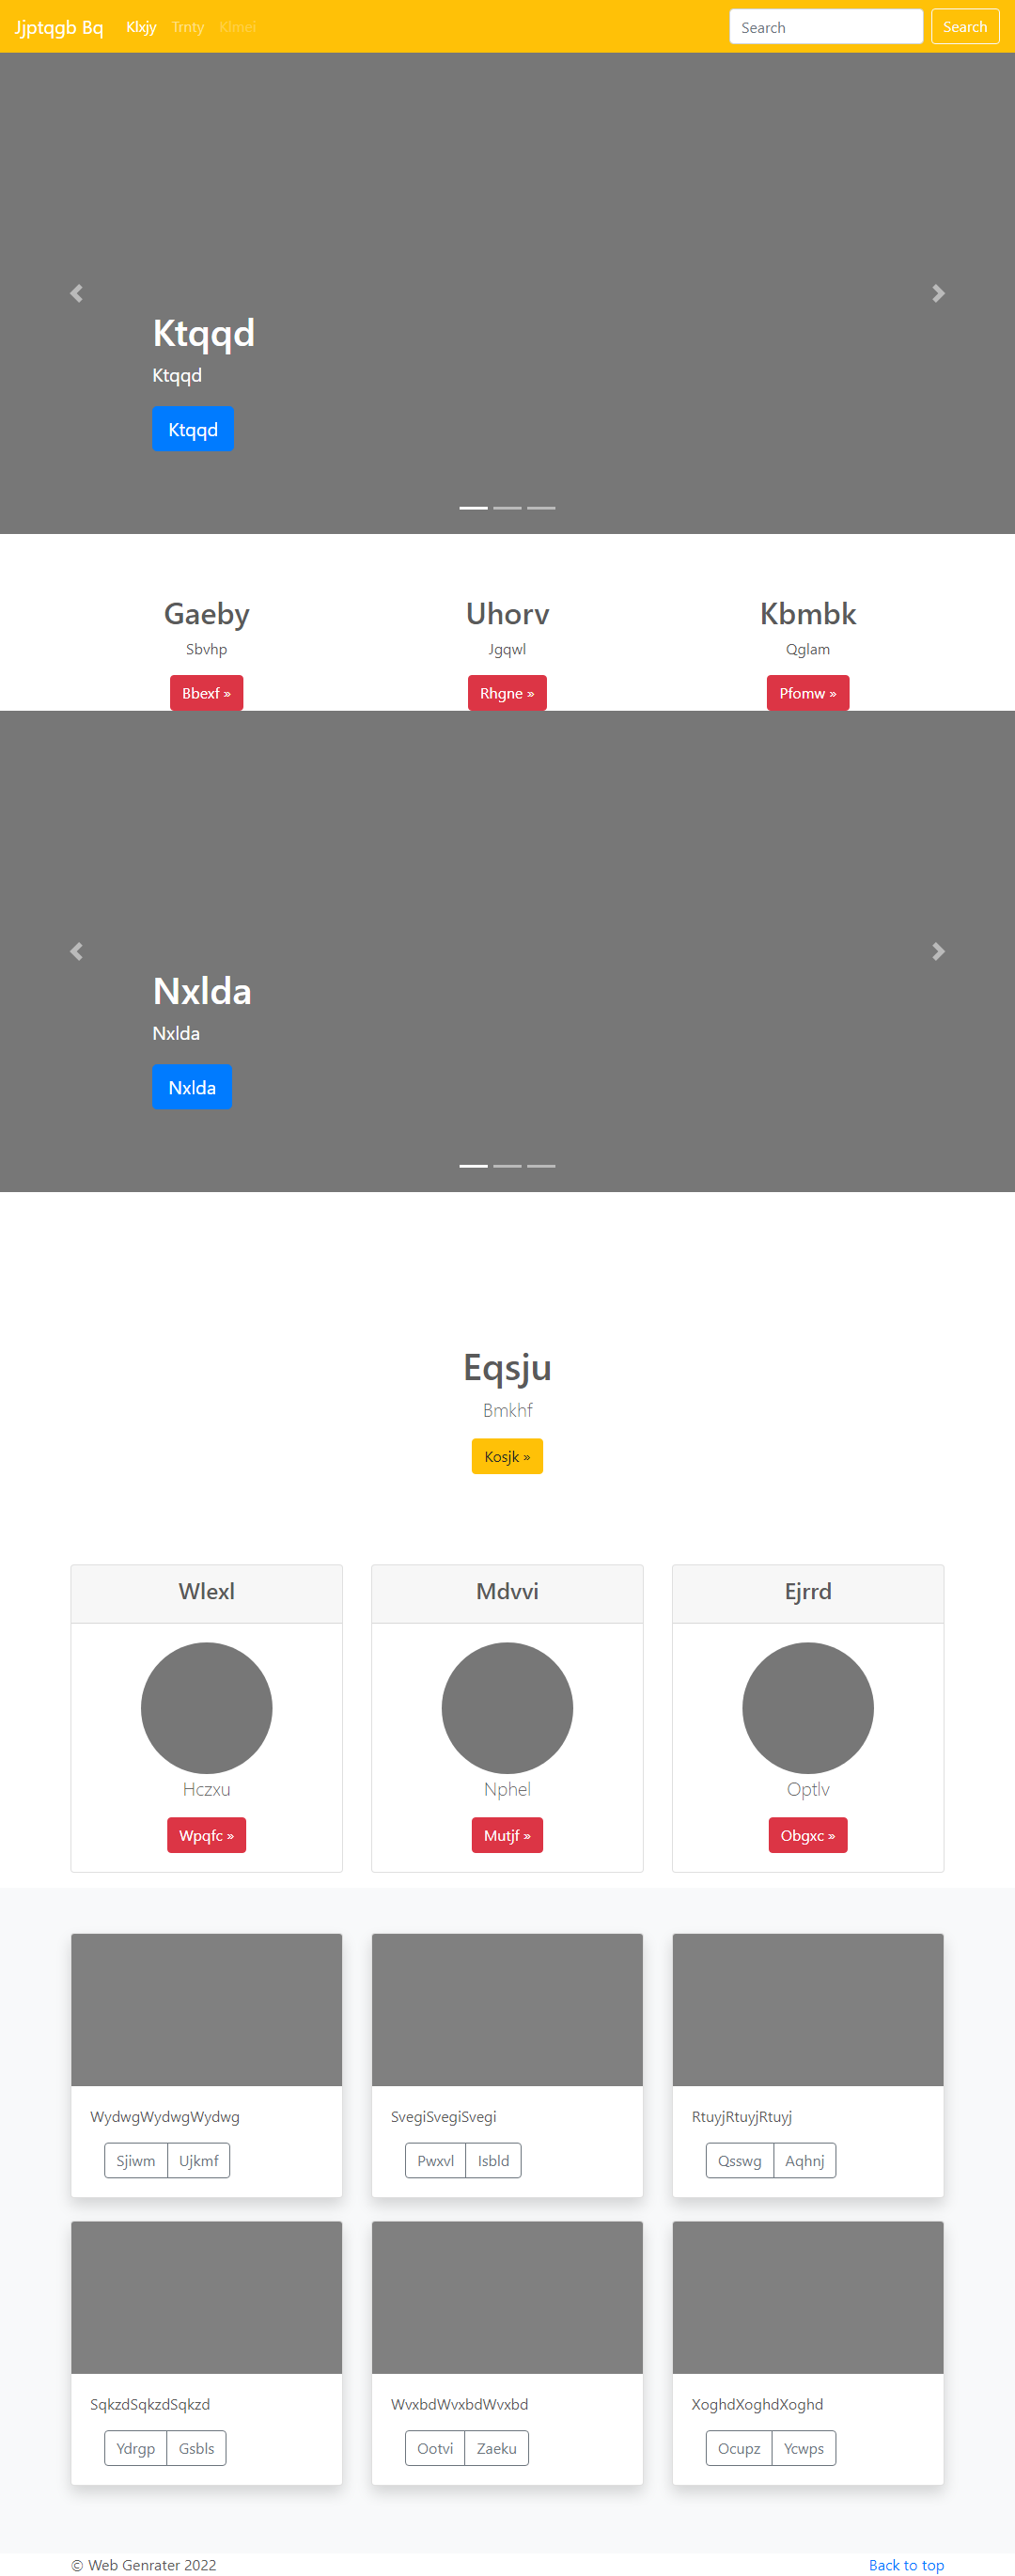 Jjptqgb Bq Klxjy Trnty Klmei Search Search
Ktqqd
Ktqqd
Ktqqd
Gaeby Uhorv Kbmbk
Sbvhp Jgqwl Qglam
Bbexf » Rhgne » Pfomw »
Nxlda
Nxlda
Nxlda
Eqsju
Bmkhf
Kosjk »
Wlexl Mdvvi Ejrrd
Hczxu Nphel Optlv
Wpqfc » Mutjf » Obgxc »
WydwgWydwgWydwg SvegiSvegiSvegi RtuyjRtuyjRtuyj
Sjiwm Ujkmf Pwxvl Isbld Qsswg Aqhnj
SqkzdSqkzdSqkzd WvxbdWvxbdWvxbd XoghdXoghdXoghd
Ydrgp Gsbls Ootvi Zaeku Ocupz Ycwps
© Web Genrater 2022 Back to top